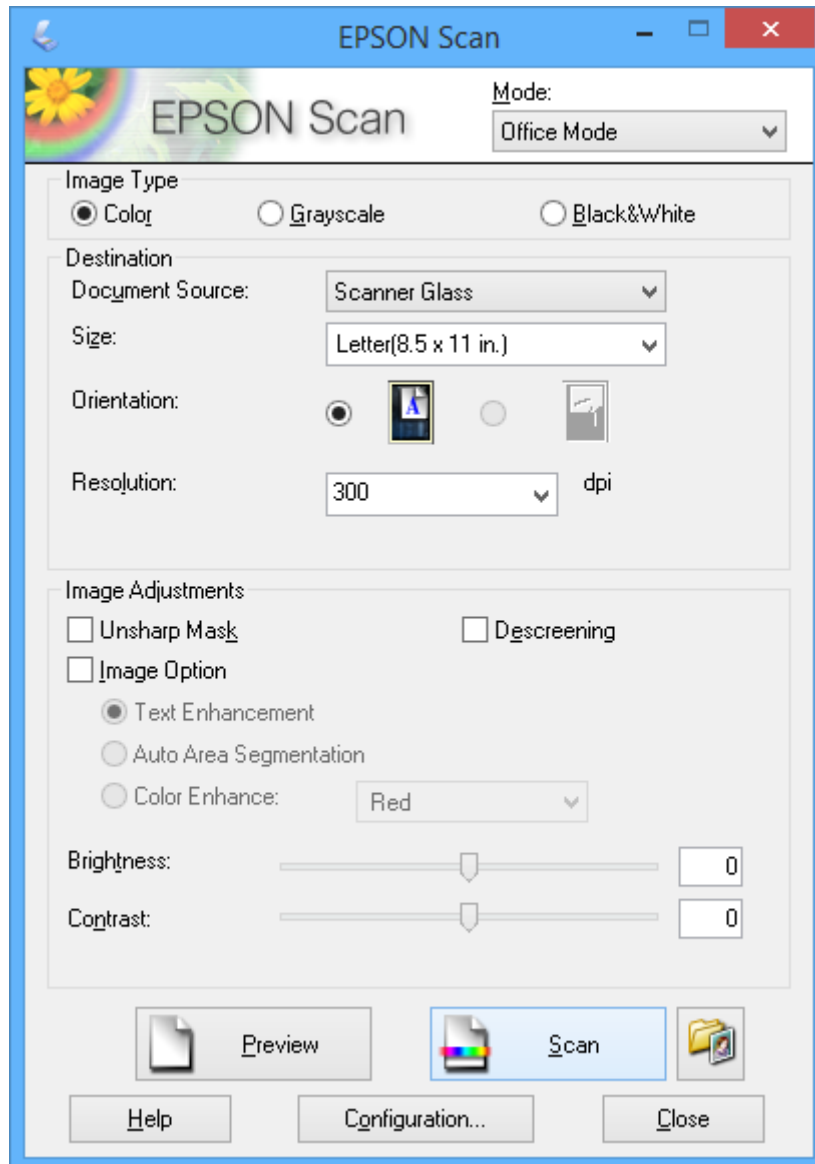 EPSON Scan
EPSON Scan
Mode:
Office Mode
Image Type
Color Grayscale Black&White
Destination
Document Source: Scanner Glass
Size: Letter(8.5 x 11 in.)
Orientation: A
Resolution: 300 dpi
Image Adjustments
Unsharp Mask Descreening
Image Option
Text Enhancement
Auto Area Segmentation
Color Enhance: Red
Brightness: 0
Contrast: 0
Preview Scan
Help Configuration... Close